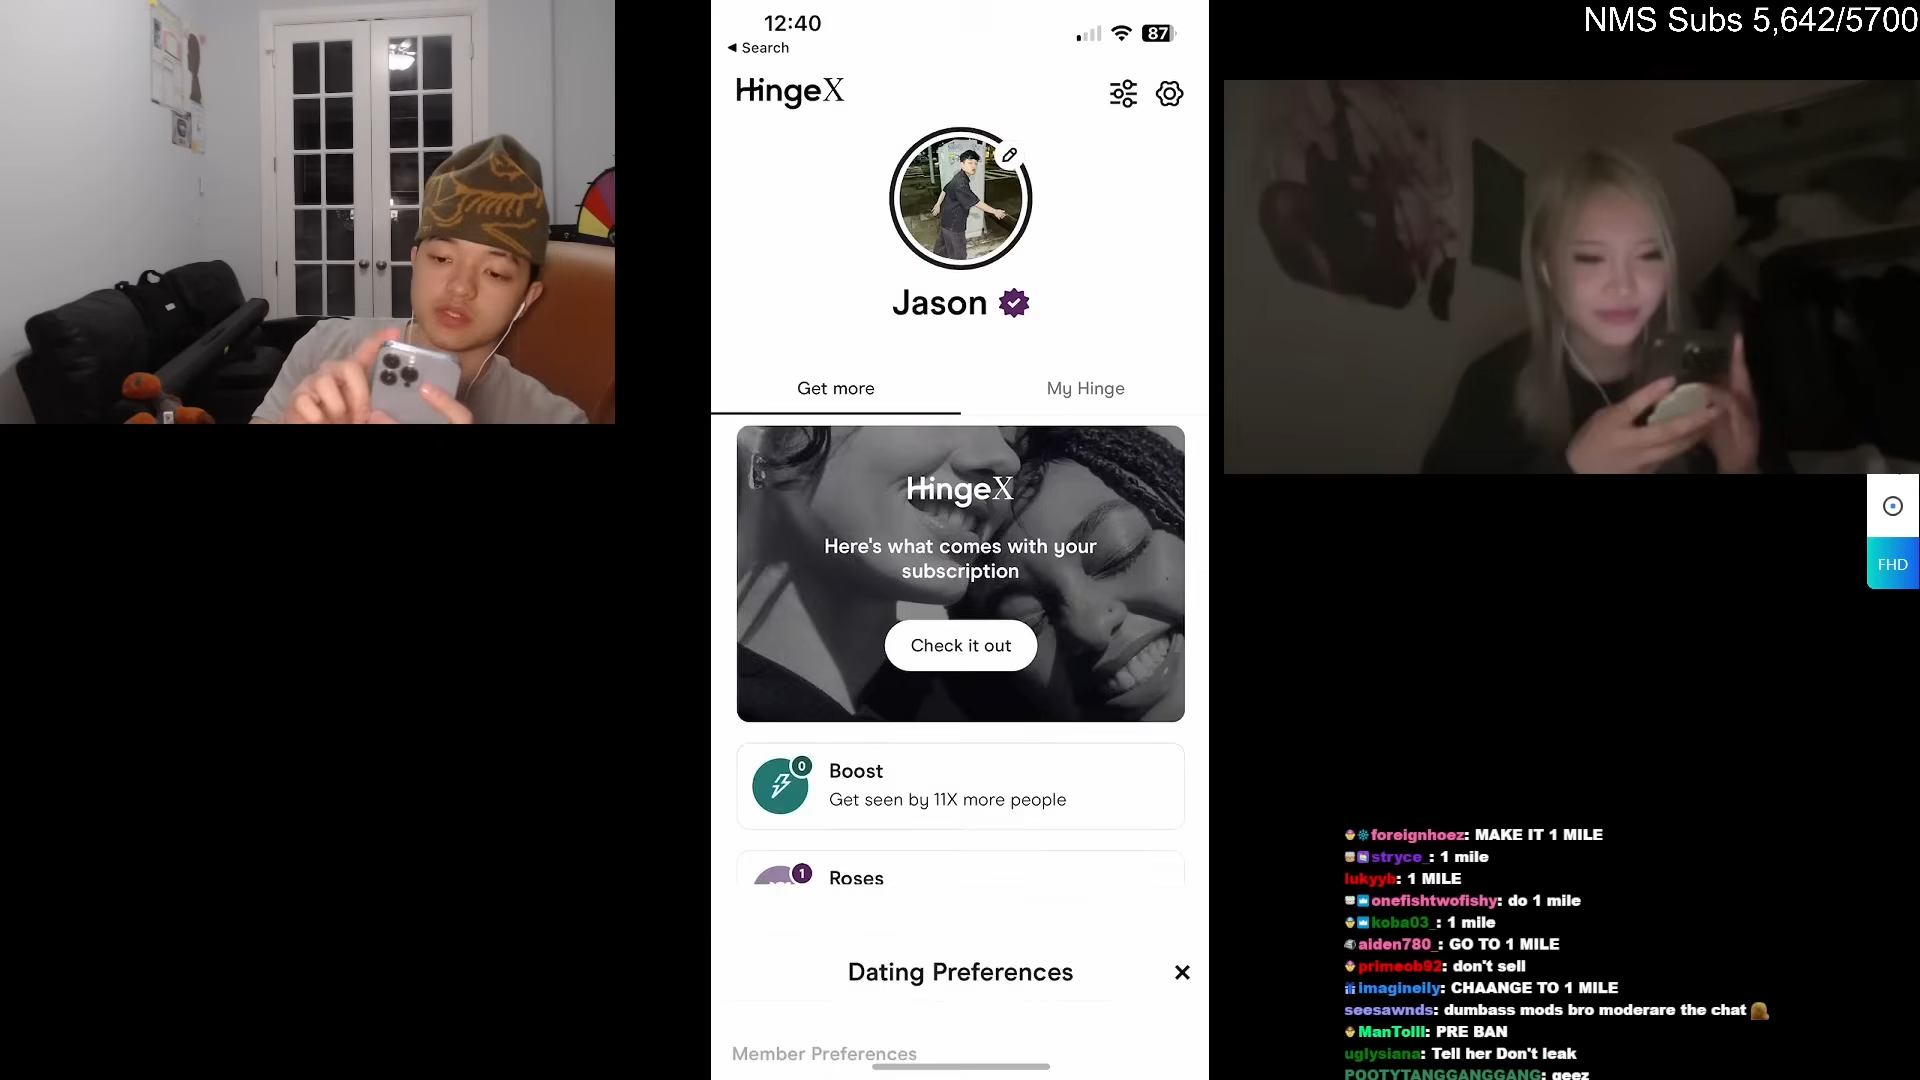 NMS Subs 5,642/5700
12:40
87
Search
HingeX
Jason
Get more
My Hinge
HingeX
Here's what comes with your
subscription
Check it out
0
Boost
Get seen by 11X more people
1
Roses
Dating Preferences
Member Preferences
FHD
foreignhoez: MAKE IT 1 MILE
stryce_: 1 mile
lukyyb: 1 MILE
onefishtwofishy: do 1 mile
koba03_: 1 mile
aiden780_: GO TO 1 MILE
primeob92: don't sell
imagineily: CHAANGE TO 1 MILE
seesawnds: dumbass mods bro moderare the chat
ManTolll: PRE BAN
uglysiana: Tell her Don't leak
POOTYTANGGANGGANG: geez